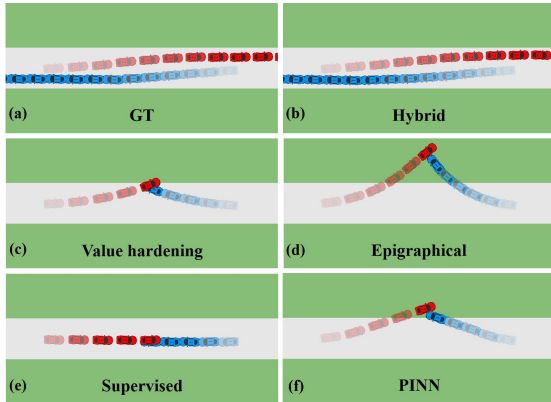 (a) GT
(b) Hybrid
(c) Value hardening
(d) Epigraphical
(e) Supervised
(f) PINN